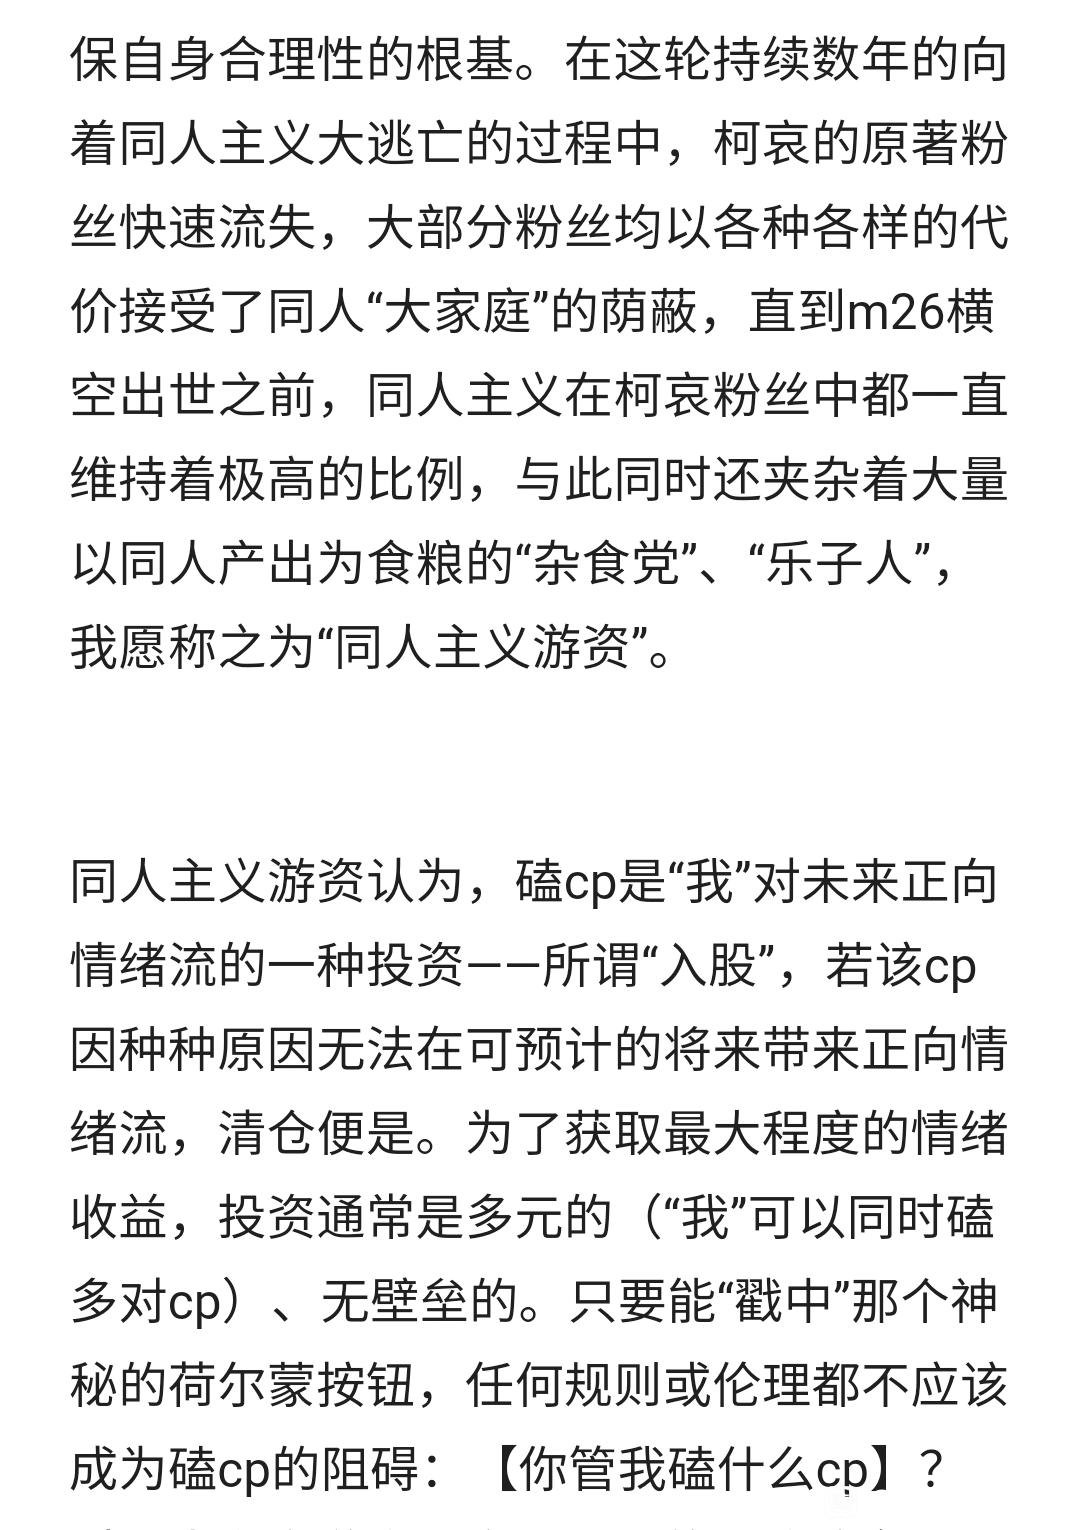 保自身合理性的根基。在这轮持续数年的向
着同人主义大逃亡的过程中，柯哀的原著粉
丝快速流失，大部分粉丝均以各种各样的代
价接受了同人“大家庭”的荫蔽，直到m26横
空出世之前，同人主义在柯哀粉丝中都一直
维持着极高的比例，与此同时还夹杂着大量
以同人产出为食粮的“杂食党”、“乐子人”，
我愿称之为“同人主义游资”。
同人主义游资认为，磕cp是“我”对未来正向
情绪流的一种投资——所谓“入股”，若该cp
因种种原因无法在可预计的将来带来正向情
绪流，清仓便是。为了获取最大程度的情绪
收益，投资通常是多元的（“我”可以同时磕
多对cp）、无壁垒的。只要能“戳中”那个神
秘的荷尔蒙按钮，任何规则或伦理都不应该
成为磕cp的阻碍：【你管我磕什么cp】？